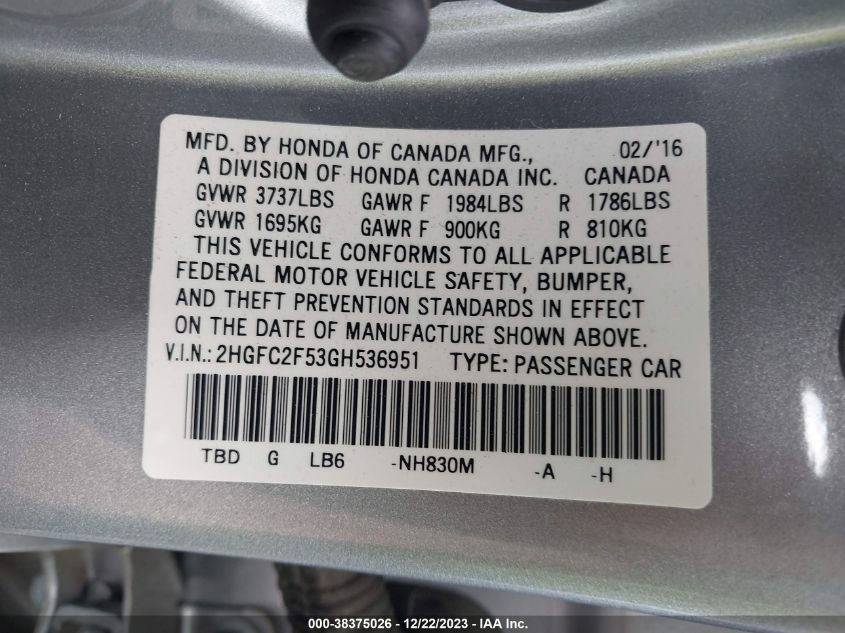 MFD. BY HONDA OF CANADA MFG., 02/'16
A DIVISION OF HONDA CANADA INC. CANADA
GVWR 3737LBS GAWR F 1984LBS R 1786LBS
GVWR 1695KG GAWR F 900KG R 810KG
THIS VEHICLE CONFORMS TO ALL APPLICABLE
FEDERAL MOTOR VEHICLE SAFETY, BUMPER,
AND THEFT PREVENTION STANDARDS IN EFFECT
ON THE DATE OF MANUFACTURE SHOWN ABOVE.
V.I.N.: 2HGFC2F53GH536951 TYPE: PASSENGER CAR
TBD G LB6 -NH830M -A -H
000-38375026 - 12/22/2023 - IAA Inc.